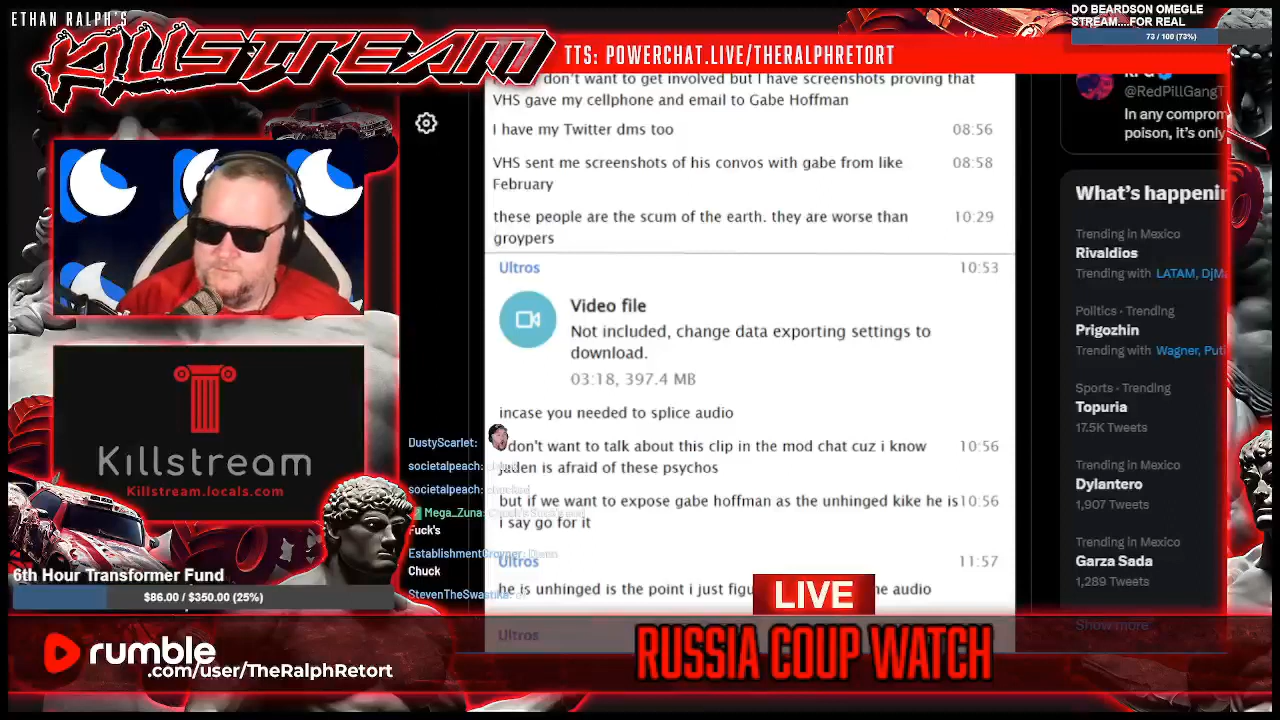 ETHAN RALPH'S
KILLSTREAM
TTS: POWERCHAT.LIVE/THERALPHRETORT
DO BEARDSON OMEGLE
STREAM....FOR REAL
73 / 100 (73%)
don't want to get involved but I have screenshots proving that
VHS gave my cellphone and email to Gabe Hoffman
I have my Twitter dms too 08:56
VHS sent me screenshots of his convos with gabe from like 08:58
February
these people are the scum of the earth. they are worse than 10:29
groypers
Ultros 10:53
Video file
Not included, change data exporting settings to
download.
03:18, 397.4 MB
incase you needed to splice audio
don't want to talk about this clip in the mod chat cuz i know 10:56
jaden is afraid of these psychos
but if we want to expose gabe hoffman as the unhinged kike he is 10:56
i say go for it
Ultros 11:57
he is unhinged is the point i just figu
e audio
Ultros
@RedPillGangT
In any comprom
poison, it's only
What's happenin
Trending in Mexico
Rivaldios
Trending with LATAM, DjMa
Politics · Trending
Prigozhin
Trending with Wagner, Puti
Sports · Trending
Topuria
17.5K Tweets
Trending in Mexico
Dylantero
1,907 Tweets
Trending in Mexico
Garza Sada
1,289 Tweets
Show more
Killstream
Killstream.locals.com
DustyScarlet:
societalpeach:
societalpeach:
Mega_Zuna: Chuck's
Fuck's
EstablishmentGroyper: Damn
Chuck
StevenTheSwastika:
6th Hour Transformer Fund
$86.00 / $350.00 (25%)
LIVE
RUSSIA COUP WATCH
rumble
.com/user/TheRalphRetort